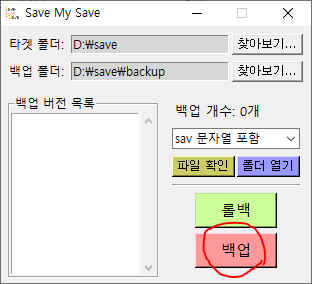 Save My Save
타겟 폴더: D:₩save 찾아보기...
백업 폴더: D:₩save₩backup 찾아보기...
백업 버전 목록
백업 개수: 0개
sav 문자열 포함
파일 확인 폴더 열기
롤백
백업